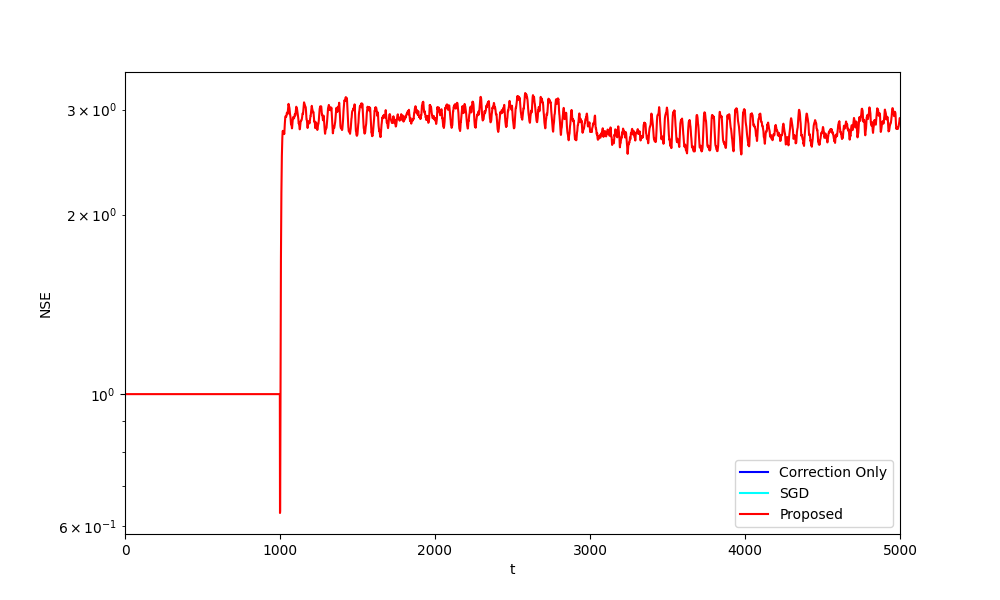 3 × 10⁰
2 × 10⁰
10⁰
6 × 10⁻¹
NSE
0 1000 2000 3000 4000 5000
t
Correction Only
SGD
Proposed